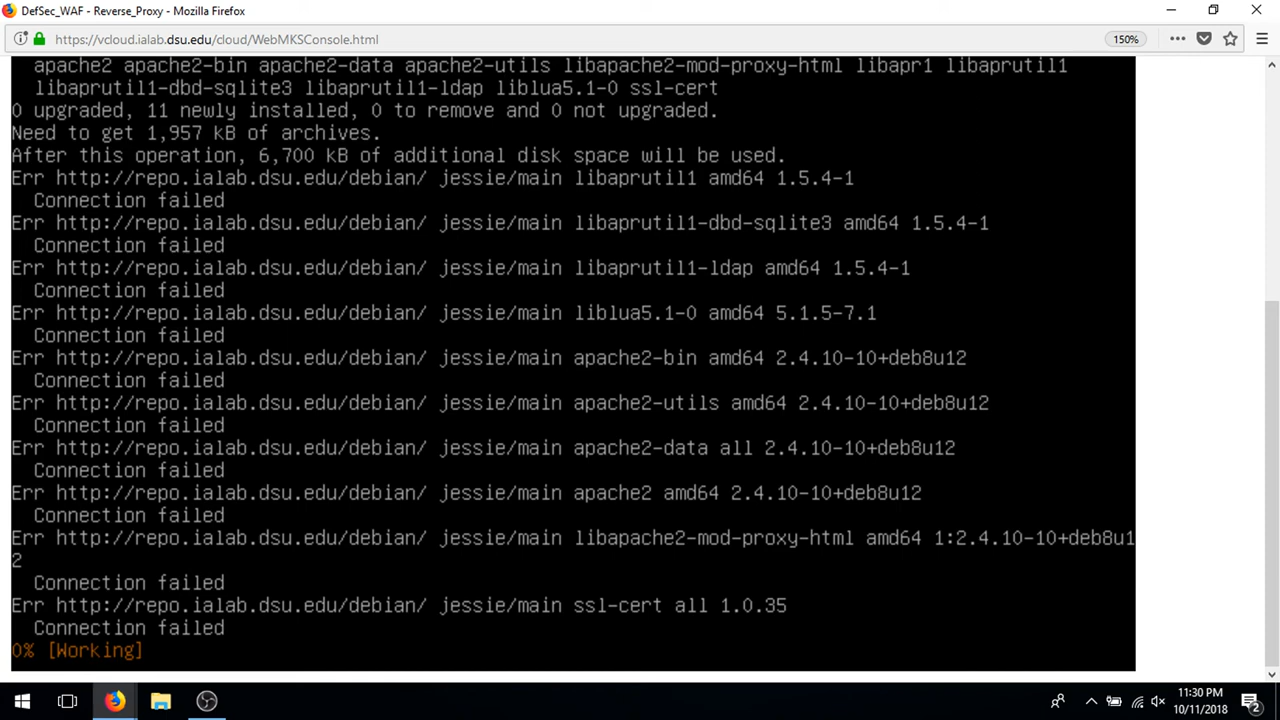 DefSec_WAF - Reverse_Proxy - Mozilla Firefox
https://vcloud.ialab.dsu.edu/cloud/WebMKSConsole.html
150%
apache2 apache2-bin apache2-data apache2-utils libapache2-mod-proxy-html libapr1 libaprutil1
libaprutil1-dbd-sqlite3 libaprutil1-ldap liblua5.1-0 ssl-cert
0 upgraded, 11 newly installed, 0 to remove and 0 not upgraded.
Need to get 1,957 kB of archives.
After this operation, 6,700 kB of additional disk space will be used.
Err http://repo.ialab.dsu.edu/debian/ jessie/main libaprutil1 amd64 1.5.4-1
Connection failed
Err http://repo.ialab.dsu.edu/debian/ jessie/main libaprutil1-dbd-sqlite3 amd64 1.5.4-1
Connection failed
Err http://repo.ialab.dsu.edu/debian/ jessie/main libaprutil1-ldap amd64 1.5.4-1
Connection failed
Err http://repo.ialab.dsu.edu/debian/ jessie/main liblua5.1-0 amd64 5.1.5-7.1
Connection failed
Err http://repo.ialab.dsu.edu/debian/ jessie/main apache2-bin amd64 2.4.10-10+deb8u12
Connection failed
Err http://repo.ialab.dsu.edu/debian/ jessie/main apache2-utils amd64 2.4.10-10+deb8u12
Connection failed
Err http://repo.ialab.dsu.edu/debian/ jessie/main apache2-data all 2.4.10-10+deb8u12
Connection failed
Err http://repo.ialab.dsu.edu/debian/ jessie/main apache2 amd64 2.4.10-10+deb8u12
Connection failed
Err http://repo.ialab.dsu.edu/debian/ jessie/main libapache2-mod-proxy-html amd64 1:2.4.10-10+deb8u1
2
Connection failed
Err http://repo.ialab.dsu.edu/debian/ jessie/main ssl-cert all 1.0.35
Connection failed
0% [Working]
11:30 PM
10/11/2018
2